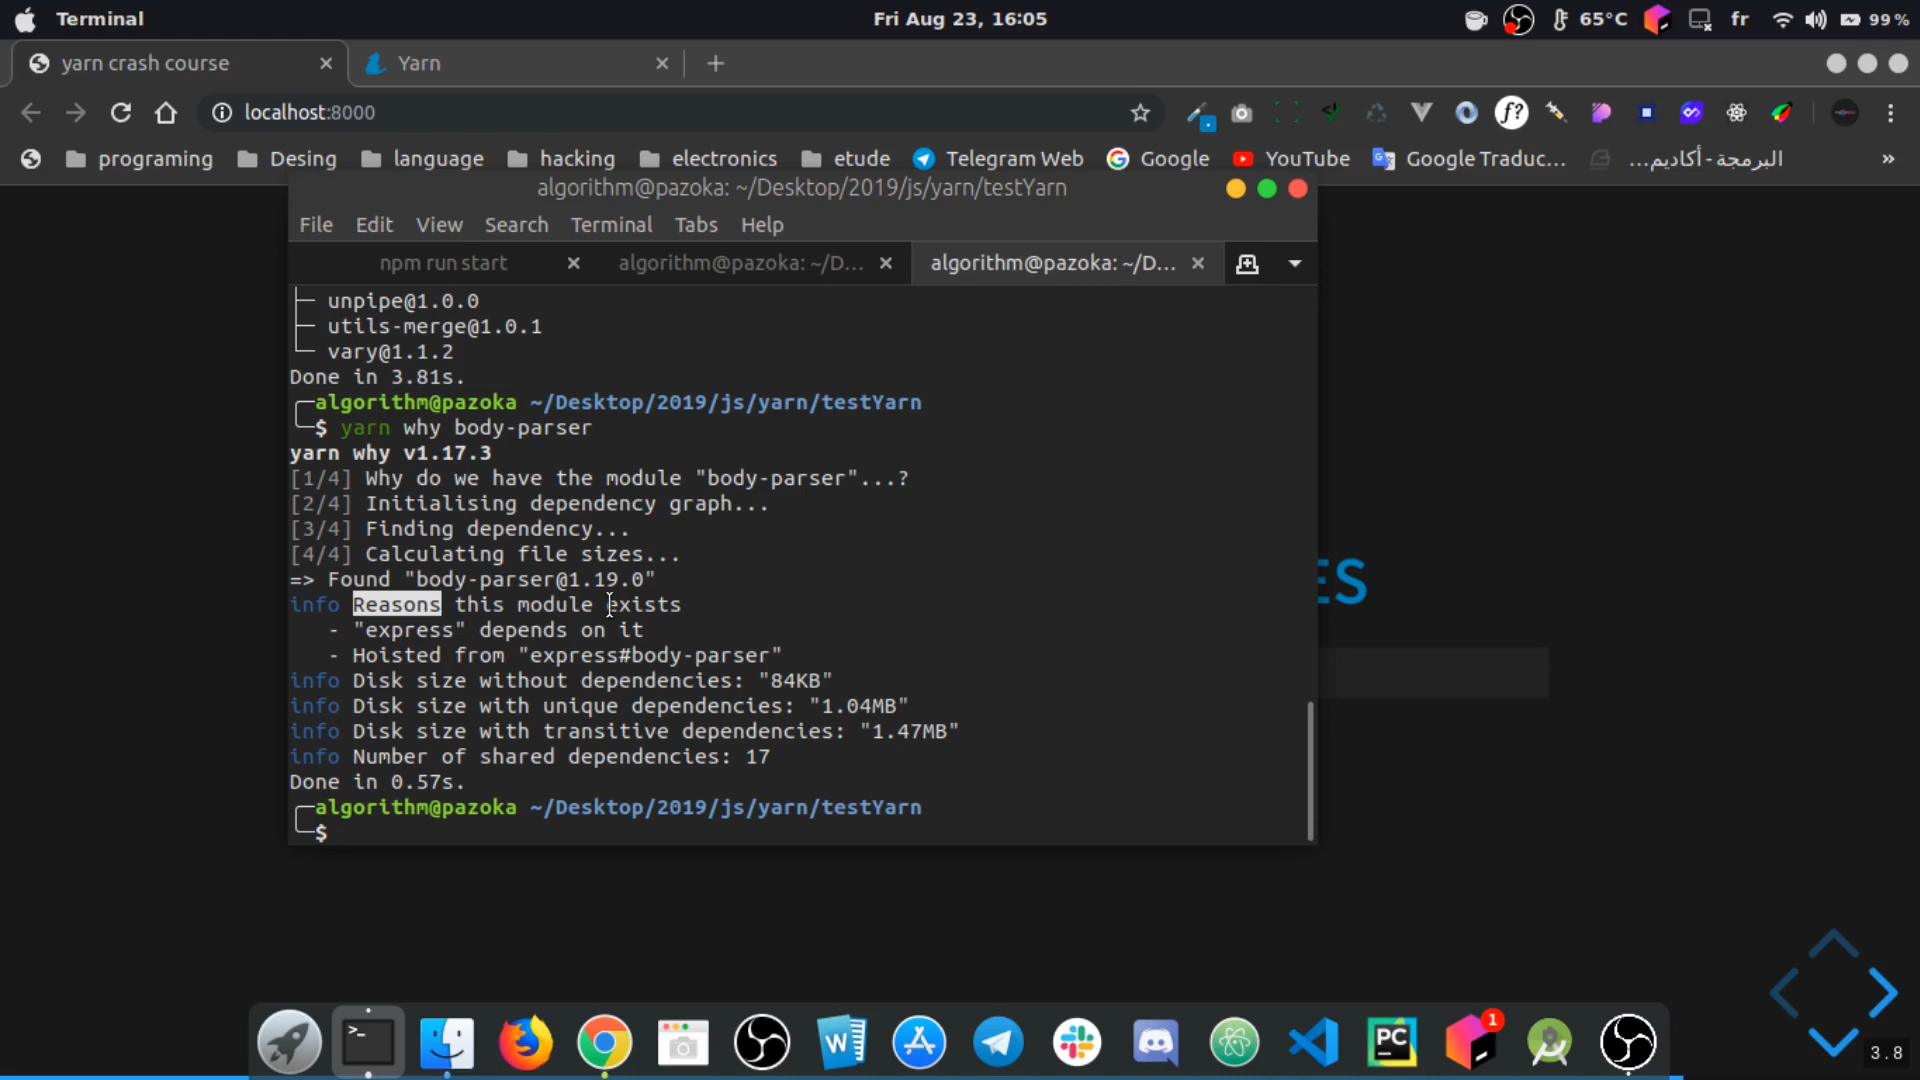 Terminal
Fri Aug 23, 16:05
65°C
fr
99%
yarn crash course
Yarn
localhost:8000
f?
programing
Desing
language
hacking
electronics
etude
Telegram Web
Google
YouTube
Google Traduc...
البرمجة - أكاديم...
»
algorithm@pazoka: ~/Desktop/2019/js/yarn/testYarn
File Edit View Search Terminal Tabs Help
npm run start
algorithm@pazoka: ~/D...
algorithm@pazoka: ~/D...
├─ unpipe@1.0.0
├─ utils-merge@1.0.1
└─ vary@1.1.2
Done in 3.81s.
algorithm@pazoka ~/Desktop/2019/js/yarn/testYarn
$ yarn why body-parser
yarn why v1.17.3
[1/4] Why do we have the module "body-parser"...?
[2/4] Initialising dependency graph...
[3/4] Finding dependency...
[4/4] Calculating file sizes...
=> Found "body-parser@1.19.0"
info Reasons this module exists
- "express" depends on it
- Hoisted from "express#body-parser"
info Disk size without dependencies: "84KB"
info Disk size with unique dependencies: "1.04MB"
info Disk size with transitive dependencies: "1.47MB"
info Number of shared dependencies: 17
Done in 0.57s.
algorithm@pazoka ~/Desktop/2019/js/yarn/testYarn
$
ES
>_
W
PC
1
3.8